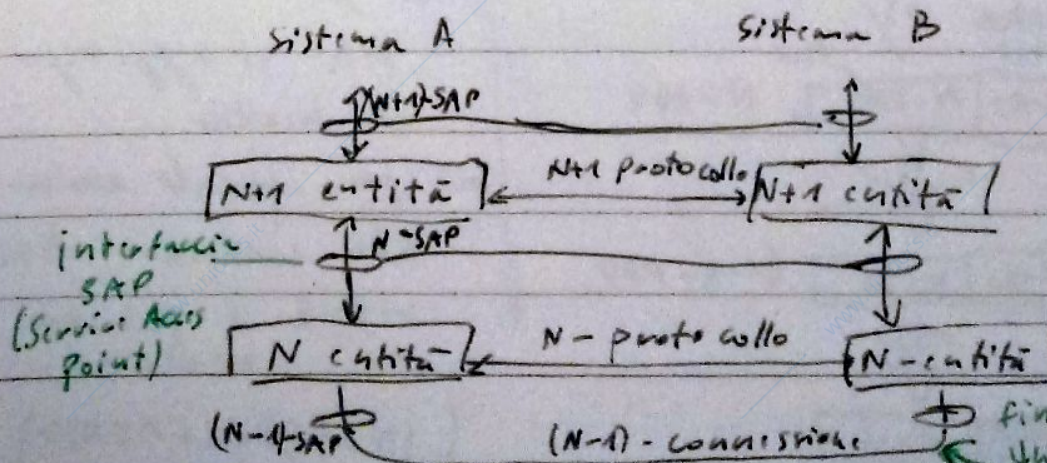 Sistema A Sistema B
(N+1)-SAP
N+1 entità N+1 protocollo N+1 entità
interfaccia N-SAP
SAP
(Service Acces
Point)
N entità N-protocollo N-entità
(N-1)-SAP (N-1)-connessione